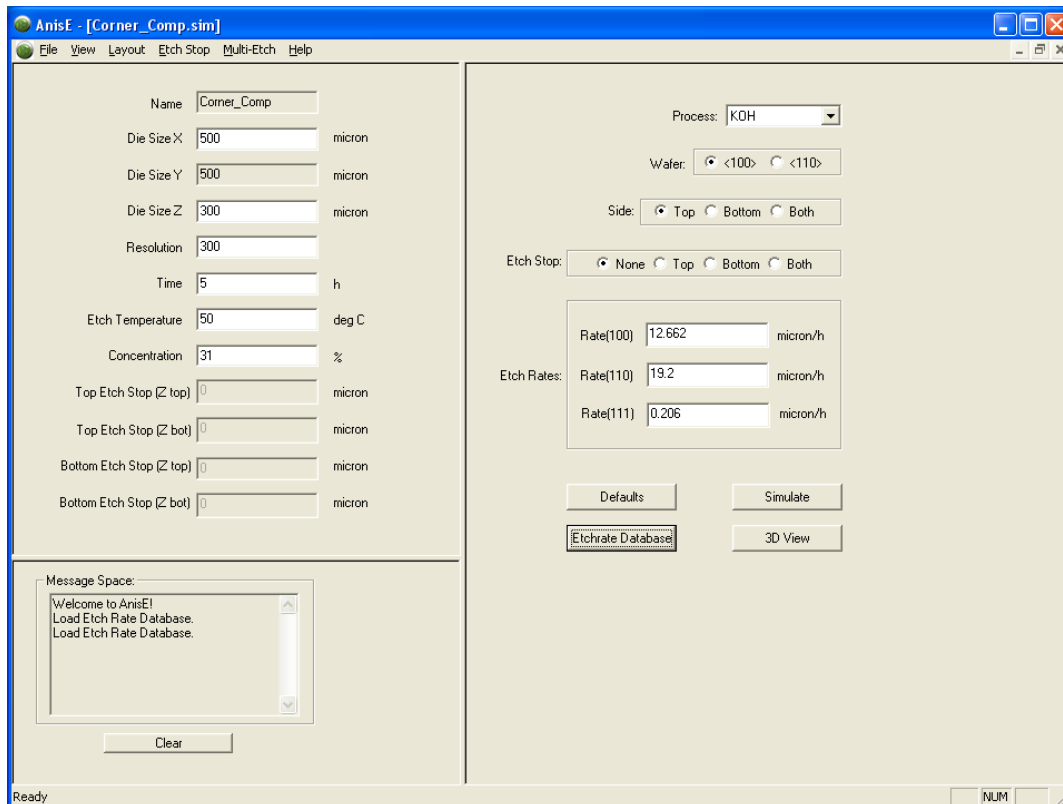 AnisE - [Corner_Comp.sim]
File View Layout Etch Stop Multi-Etch Help
Name Corner_Comp
Die Size X 500 micron
Die Size Y 500 micron
Die Size Z 300 micron
Resolution 300
Time 5 h
Etch Temperature 50 deg C
Concentration 31 %
Top Etch Stop (Z top) 0 micron
Top Etch Stop (Z bot) 0 micron
Bottom Etch Stop (Z top) 0 micron
Bottom Etch Stop (Z bot) 0 micron
Message Space:
Welcome to AnisE!
Load Etch Rate Database.
Load Etch Rate Database.
Clear
Process: KOH
Wafer: <100> <110>
Side: Top Bottom Both
Etch Stop: None Top Bottom Both
Etch Rates:
Rate(100) 12.662 micron/h
Rate(110) 19.2 micron/h
Rate(111) 0.206 micron/h
Defaults Simulate
Etchrate Database 3D View
Ready NUM